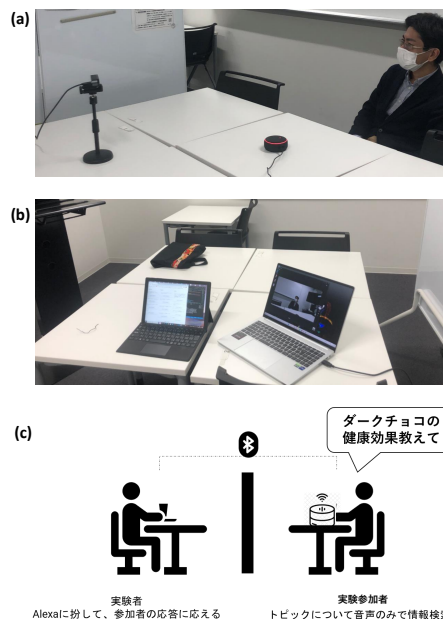 (a)
(b)
(c)
ダークチョコの
健康効果教えて
実験者
Alexaに扮して、参加者の応答に応える
実験参加者
トピックについて音声のみで情報検索